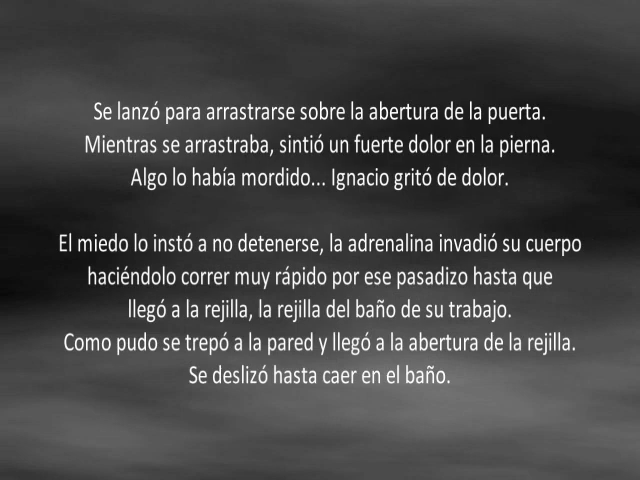 Se lanzó para arrastrarse sobre la abertura de la puerta.
Mientras se arrastraba, sintió un fuerte dolor en la pierna.
Algo lo había mordido... Ignacio gritó de dolor.
El miedo lo instó a no detenerse, la adrenalina invadió su cuerpo
haciéndolo correr muy rápido por ese pasadizo hasta que
llegó a la rejilla, la rejilla del baño de su trabajo.
Como pudo se trepó a la pared y llegó a la abertura de la rejilla.
Se deslizó hasta caer en el baño.